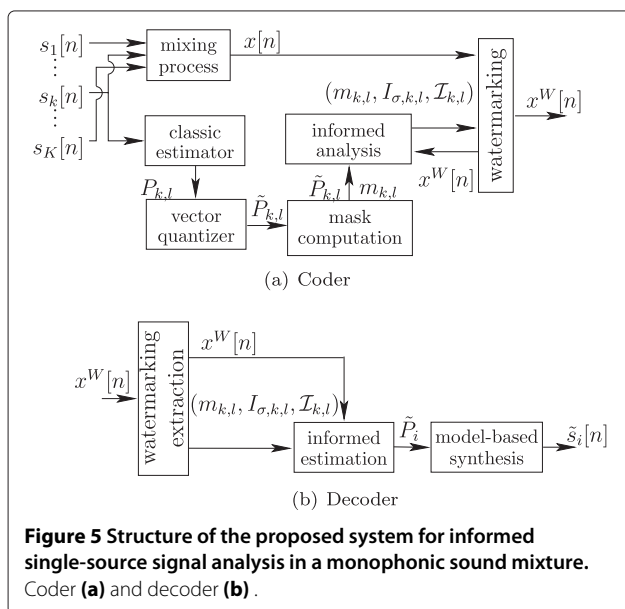 s_1[n]
⋮
s_k[n]
⋮
s_K[n]
mixing
process
x[n]
watermarking
x^W[n]
(m_{k,l}, I_{σ,k,l}, \mathcal{I}_{k,l})
classic
estimator
informed
analysis
x^W[n]
P_{k,l}
\tilde{P}_{k,l}
\tilde{P}_{k,l} m_{k,l}
vector
quantizer
mask
computation
(a) Coder
x^W[n]
watermarking
extraction
x^W[n]
(m_{k,l}, I_{σ,k,l}, \mathcal{I}_{k,l})
informed
estimation
\tilde{P}_i
model-based
synthesis
\tilde{s}_i[n]
(b) Decoder
Figure 5 Structure of the proposed system for informed
single-source signal analysis in a monophonic sound mixture.
Coder (a) and decoder (b) .